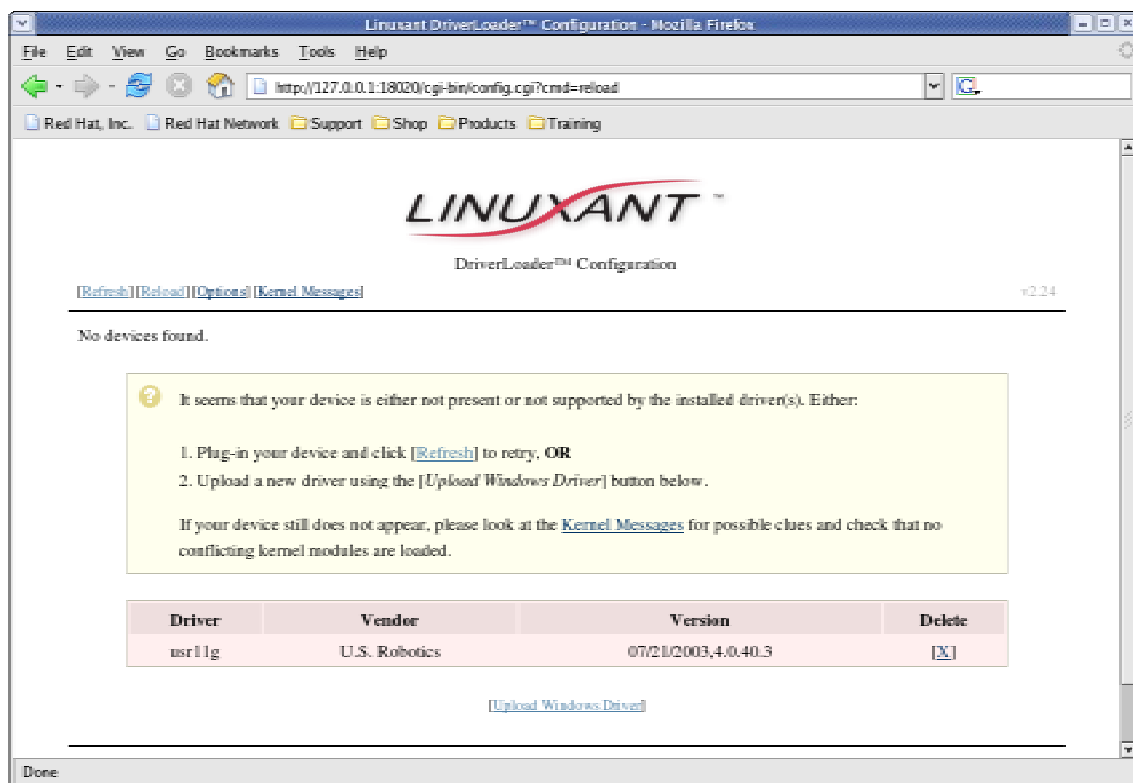 Linuxant DriverLoader™ Configuration - Mozilla Firefox
File Edit View Go Bookmarks Tools Help
http://127.0.0.1:18020/cgi-bin/config.cgi?cmd=reload
Red Hat, Inc. Red Hat Network Support Shop Products Training
LINUXANT ™
DriverLoader™ Configuration
[Refresh][Reload][Options][Kernel Messages] v2.24
No devices found.
It seems that your device is either not present or not supported by the installed driver(s). Either:
1. Plug-in your device and click [Refresh] to retry, OR
2. Upload a new driver using the [Upload Windows Driver] button below.
If your device still does not appear, please look at the Kernel Messages for possible clues and check that no
conflicting kernel modules are loaded.
Driver Vendor Version Delete
usr11g U.S. Robotics 07/21/2003,4.0.40.3 [X]
[Upload Windows Driver]
Done